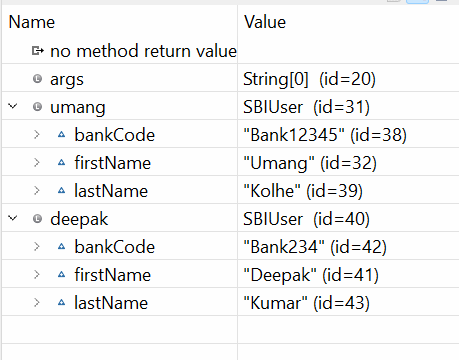 Name Value
no method return value
args String[0] (id=20)
umang SBIUser (id=31)
bankCode "Bank12345" (id=38)
firstName "Umang" (id=32)
lastName "Kolhe" (id=39)
deepak SBIUser (id=40)
bankCode "Bank234" (id=42)
firstName "Deepak" (id=41)
lastName "Kumar" (id=43)